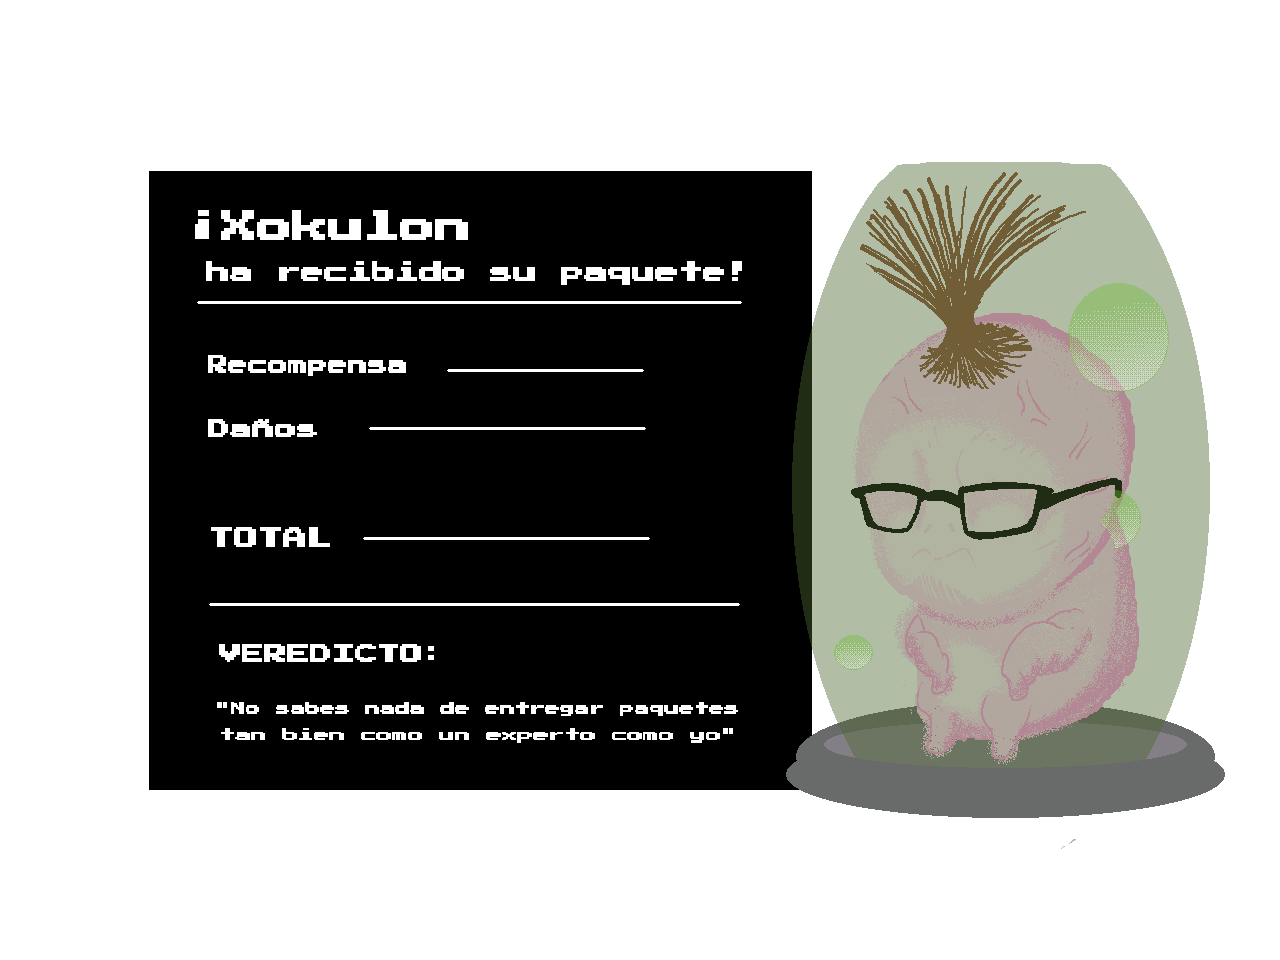 ¡Xokulon
ha recibido su paquete!
Recompensa
Daños
TOTAL
VEREDICTO:
"No sabes nada de entregar paquetes
tan bien como un experto como yo"